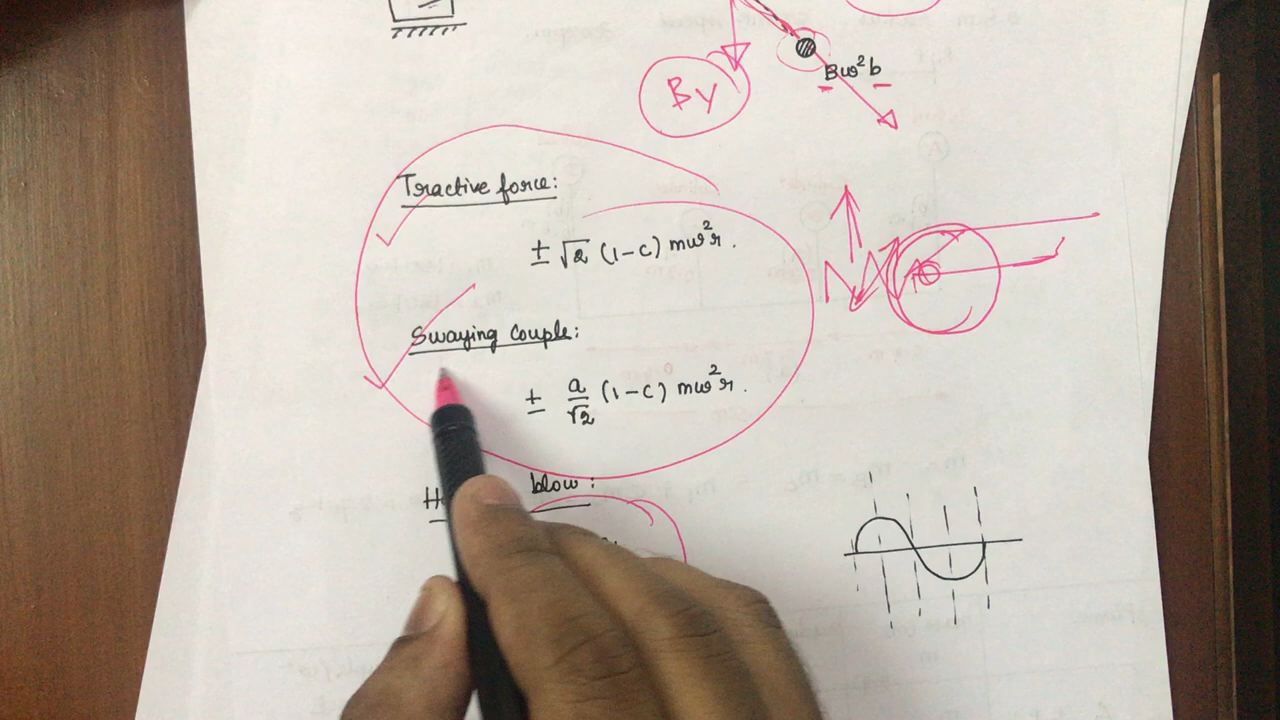 Bω²b
By
Tractive force:
± √2 (1-c) mω²r.
Swaying couple:
± a/√2 (1-c) mω²r.
blow: